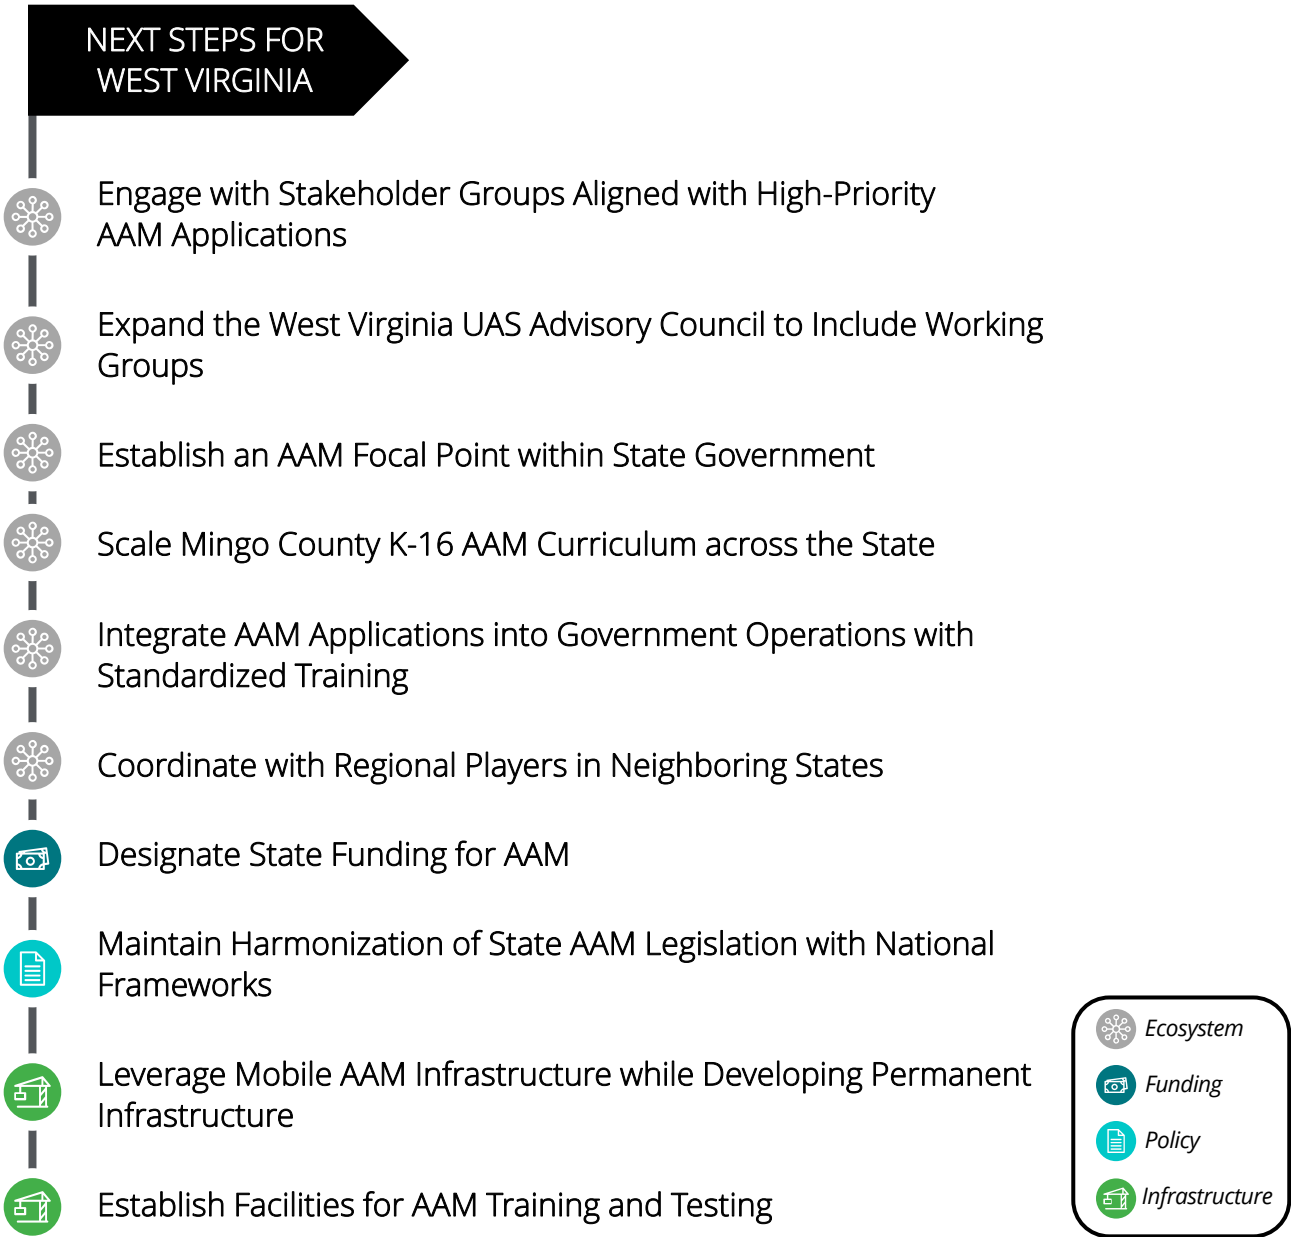 NEXT STEPS FOR
WEST VIRGINIA
Engage with Stakeholder Groups Aligned with High-Priority
AAM Applications
Expand the West Virginia UAS Advisory Council to Include Working
Groups
Establish an AAM Focal Point within State Government
Scale Mingo County K-16 AAM Curriculum across the State
Integrate AAM Applications into Government Operations with
Standardized Training
Coordinate with Regional Players in Neighboring States
Designate State Funding for AAM
Maintain Harmonization of State AAM Legislation with National
Frameworks
Leverage Mobile AAM Infrastructure while Developing Permanent
Infrastructure
Establish Facilities for AAM Training and Testing
Ecosystem
Funding
Policy
Infrastructure